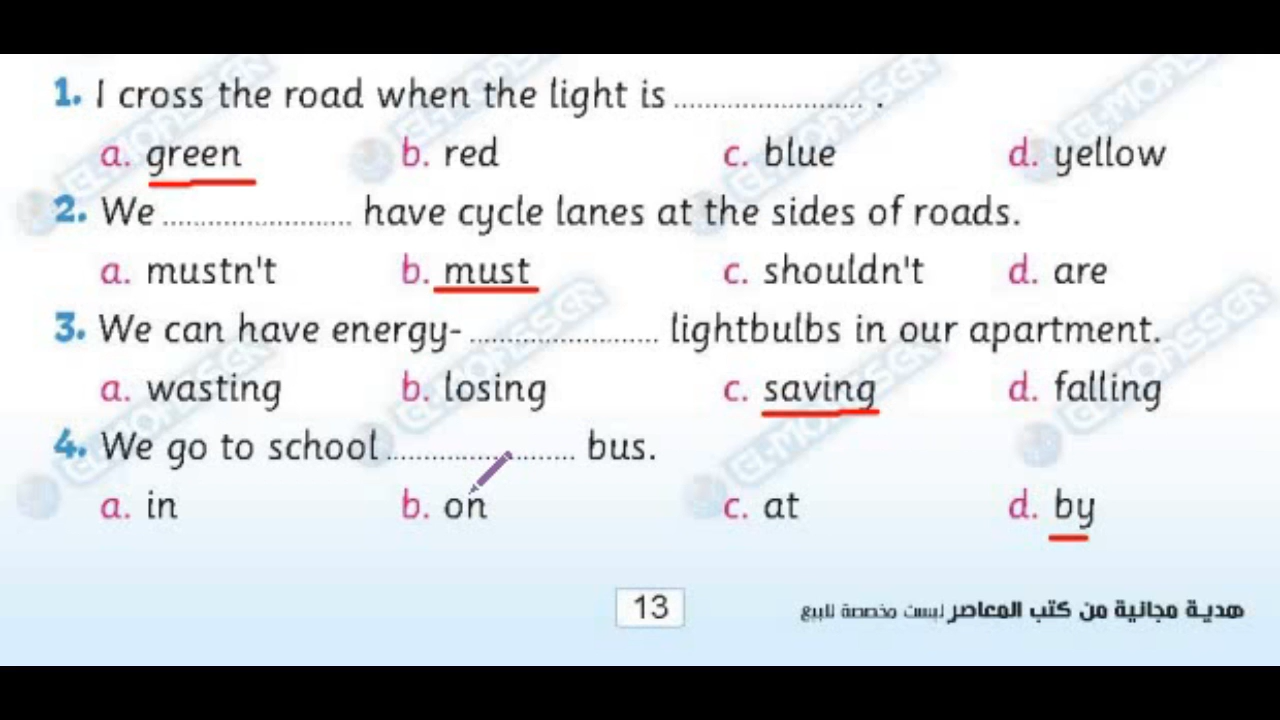 1. I cross the road when the light is ........................ .
a. green b. red c. blue d. yellow
2. We ........................ have cycle lanes at the sides of roads.
a. mustn't b. must c. shouldn't d. are
3. We can have energy- ........................ lightbulbs in our apartment.
a. wasting b. losing c. saving d. falling
4. We go to school ........................ bus.
a. in b. on c. at d. by
13
هدية مجانية من كتب المعاصر ليست مخصصة للبيع